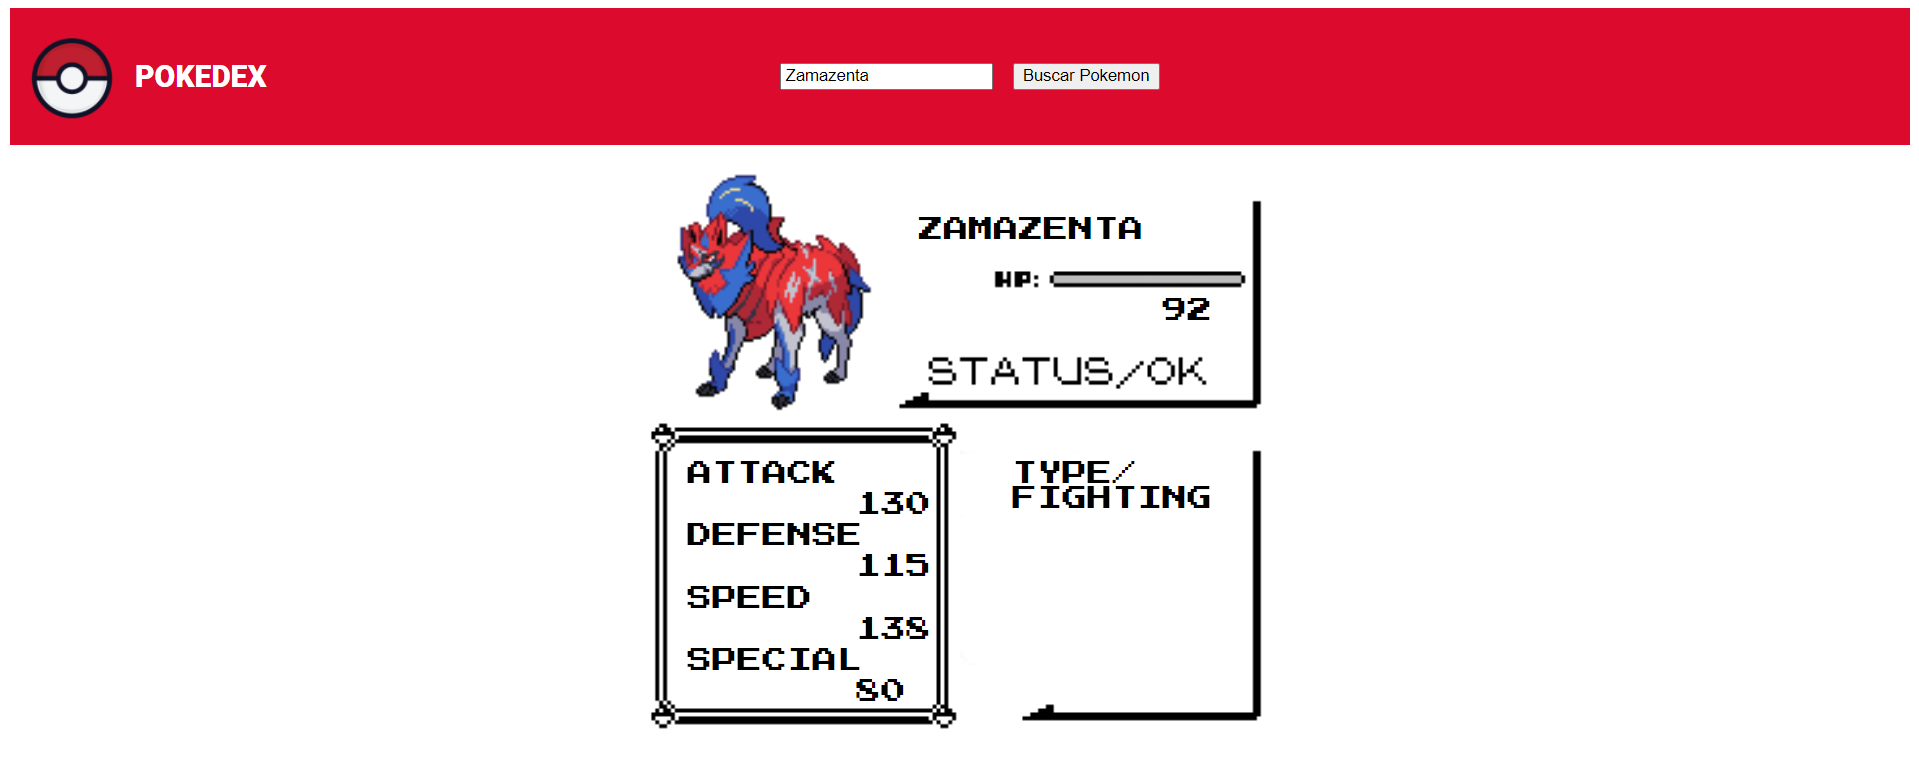 POKEDEX
Zamazenta
Buscar Pokemon
ZAMAZENTA
HP:
92
STATUS/OK
ATTACK
130
DEFENSE
115
SPEED
138
SPECIAL
80
TYPE/
FIGHTING